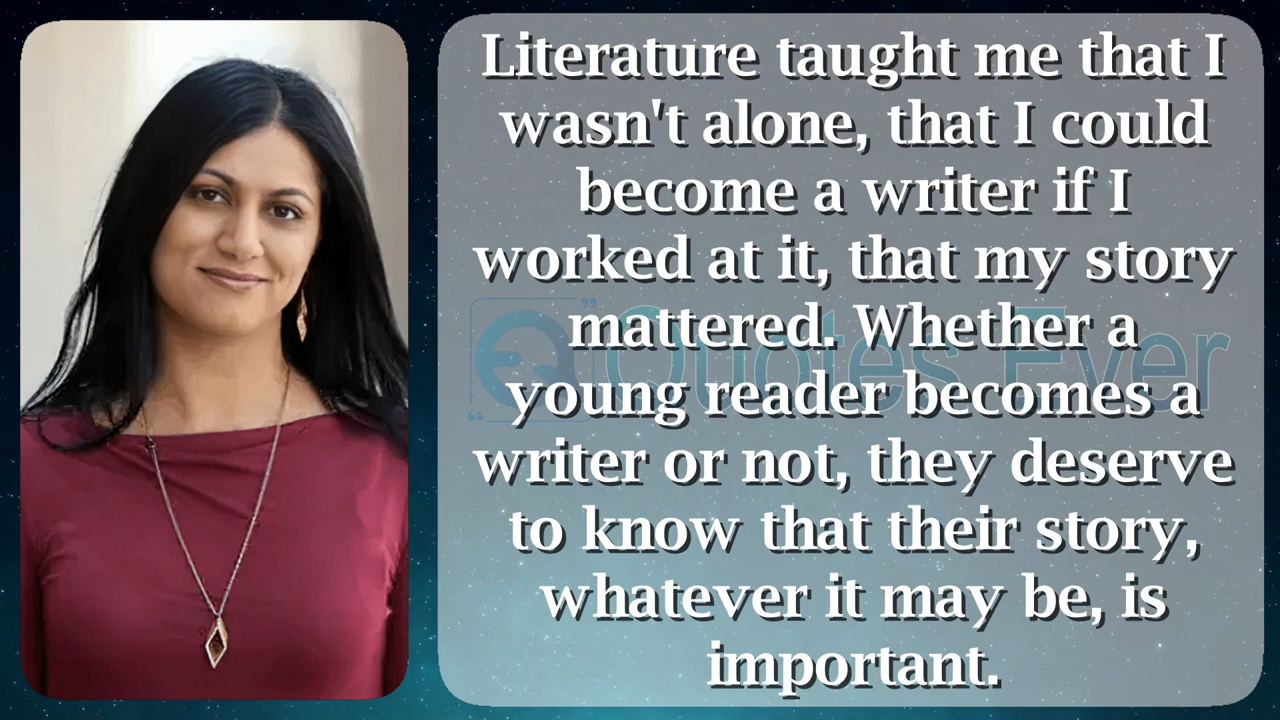 Literature taught me that I
wasn't alone, that I could
become a writer if I
worked at it, that my story
mattered. Whether a
Quotes Ever
young reader becomes a
writer or not, they deserve
to know that their story,
whatever it may be, is
important.